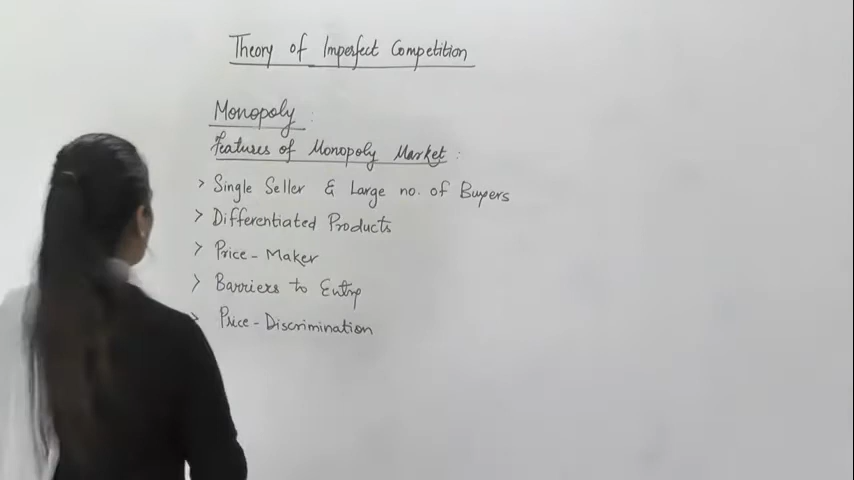 Theory of Imperfect Competition
Monopoly :
Features of Monopoly Market :
> Single Seller & Large no. of Buyers
> Differentiated Products
> Price - Maker
> Barriers to Entry
> Price - Discrimination